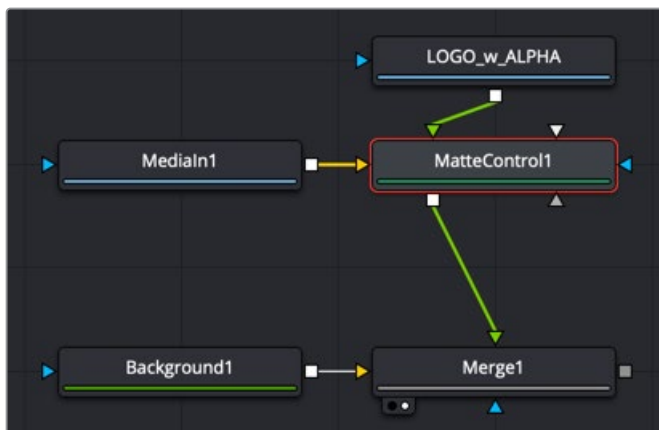 LOGO_w_ALPHA
MediaIn1
MatteControl1
Background1
Merge1